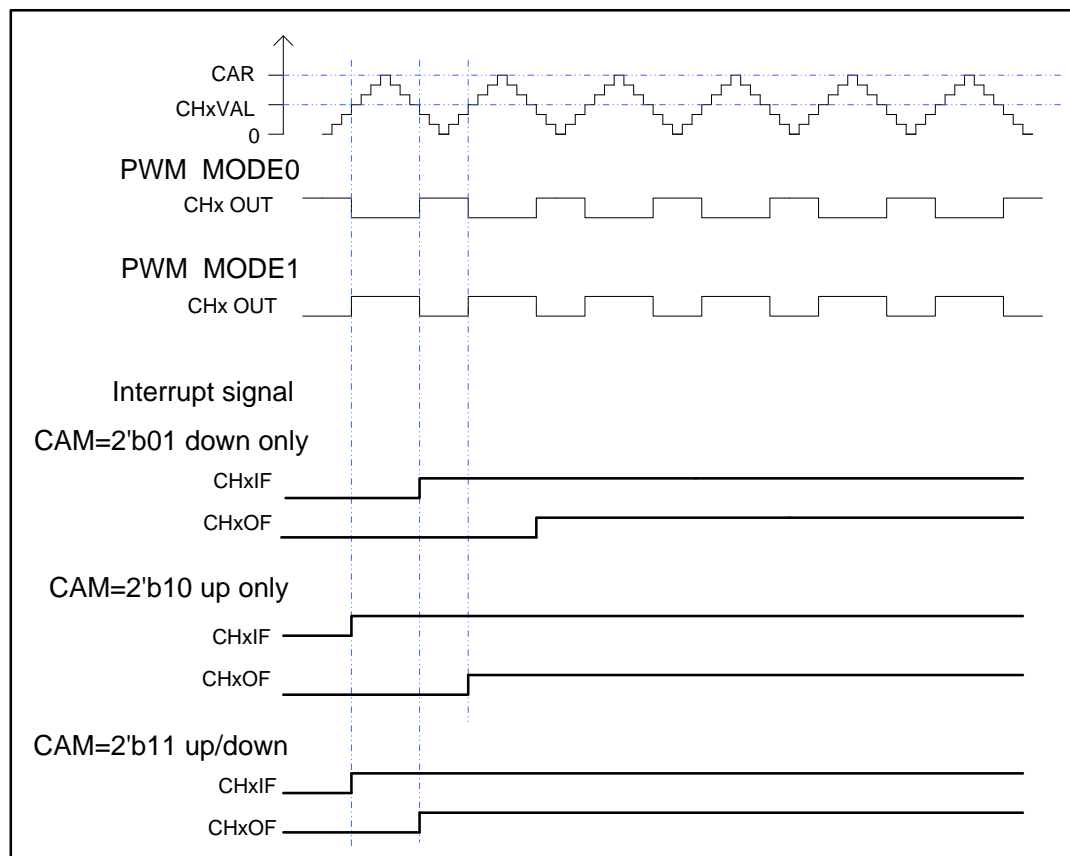 CAR
CHxVAL
0
PWM MODE0
CHx OUT
PWM MODE1
CHx OUT
Interrupt signal
CAM=2'b01 down only
CHxIF
CHxOF
CAM=2'b10 up only
CHxIF
CHxOF
CAM=2'b11 up/down
CHxIF
CHxOF